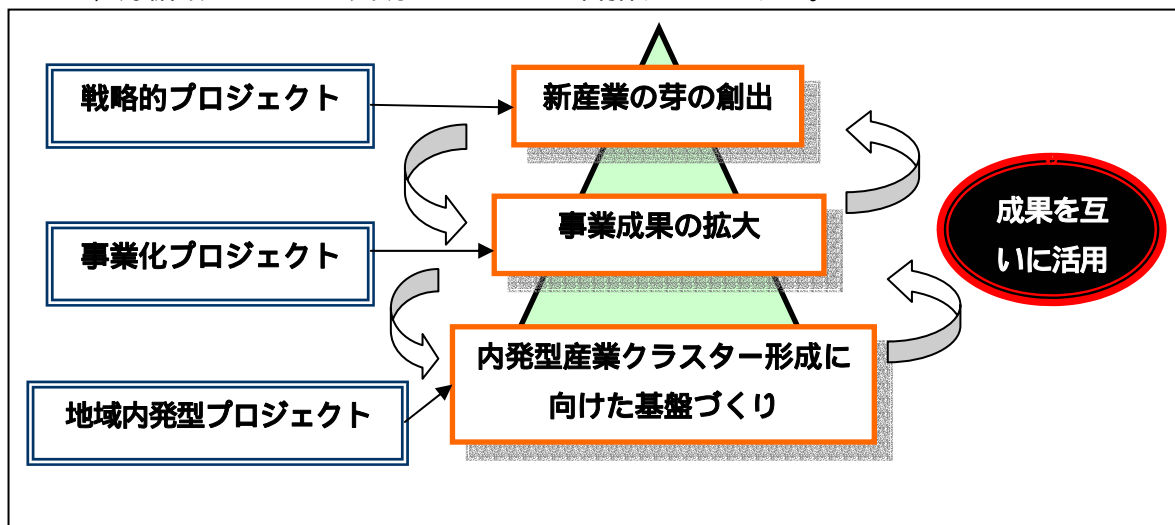 戦略的プロジェクト
新産業の芽の創出
事業化プロジェクト
事業成果の拡大
成果を互
いに活用
地域内発型プロジェクト
内発型産業クラスター形成に
向けた基盤づくり